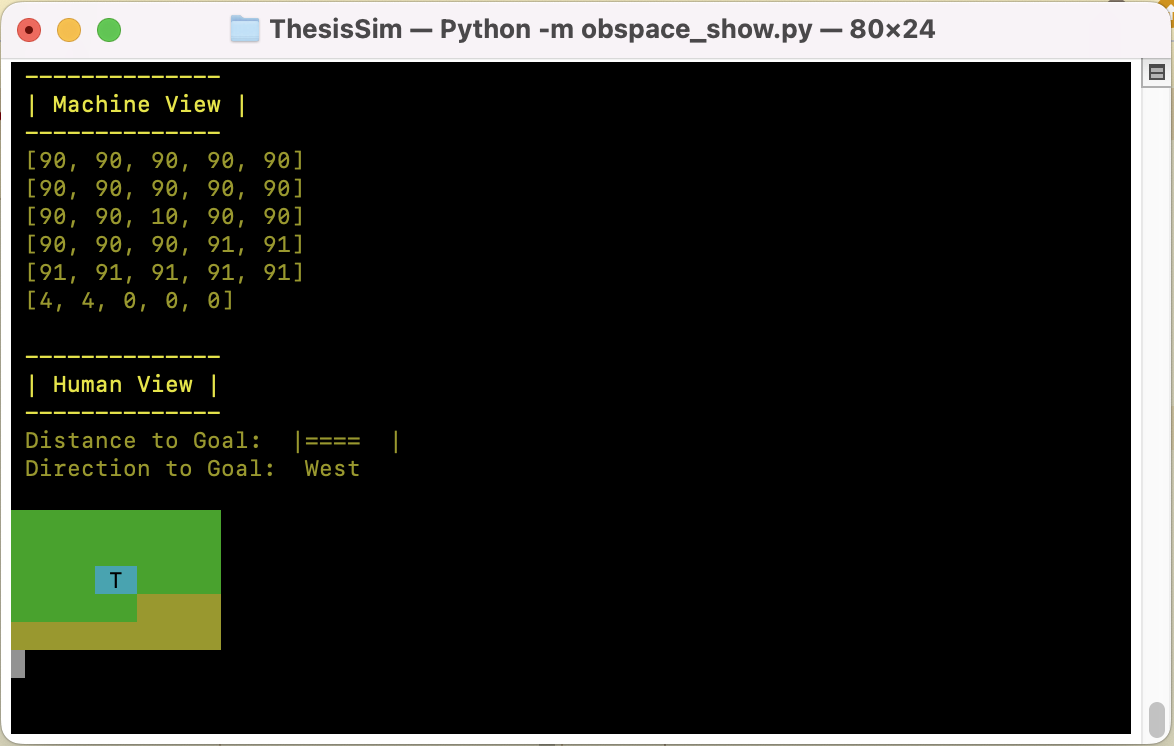 ThesisSim — Python -m obspace_show.py — 80×24
--------------
| Machine View |
--------------
[90, 90, 90, 90, 90]
[90, 90, 90, 90, 90]
[90, 90, 10, 90, 90]
[90, 90, 90, 91, 91]
[91, 91, 91, 91, 91]
[4, 4, 0, 0, 0]
--------------
| Human View |
--------------
Distance to Goal:  |====  |
Direction to Goal:  West
T